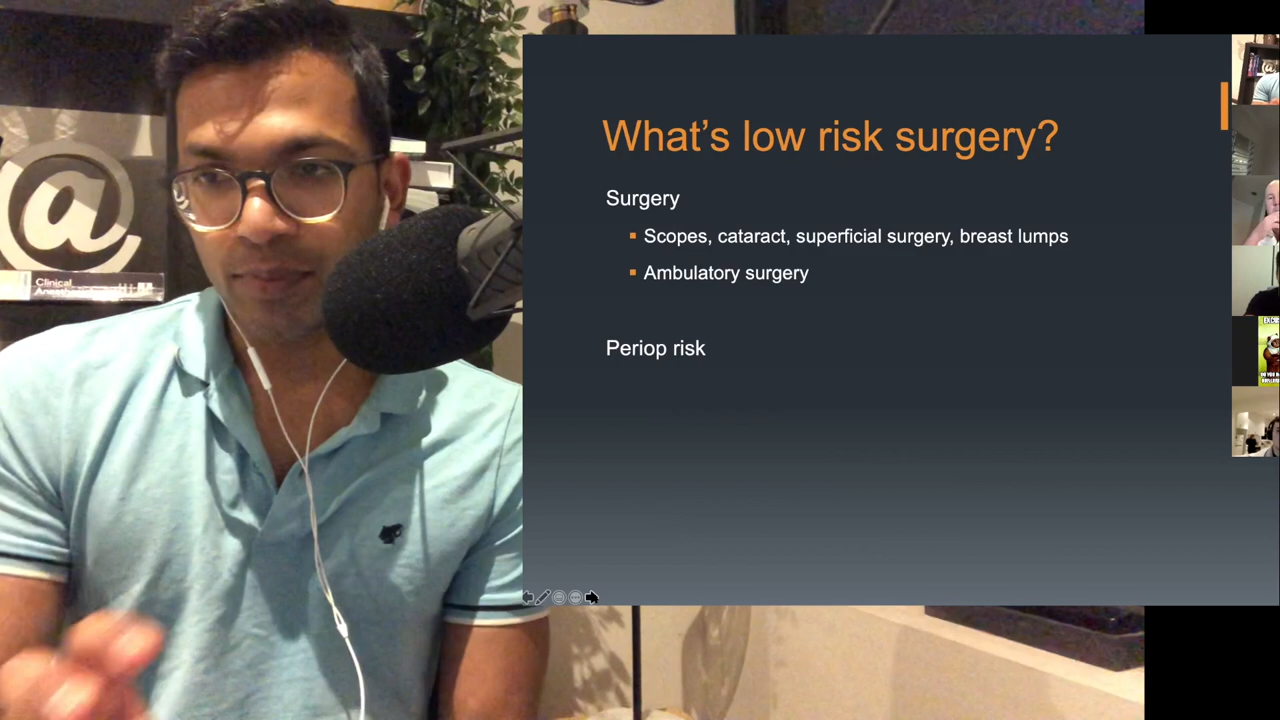 What's low risk surgery?
Surgery
Scopes, cataract, superficial surgery, breast lumps
Ambulatory surgery
Periop risk
@
Clinical